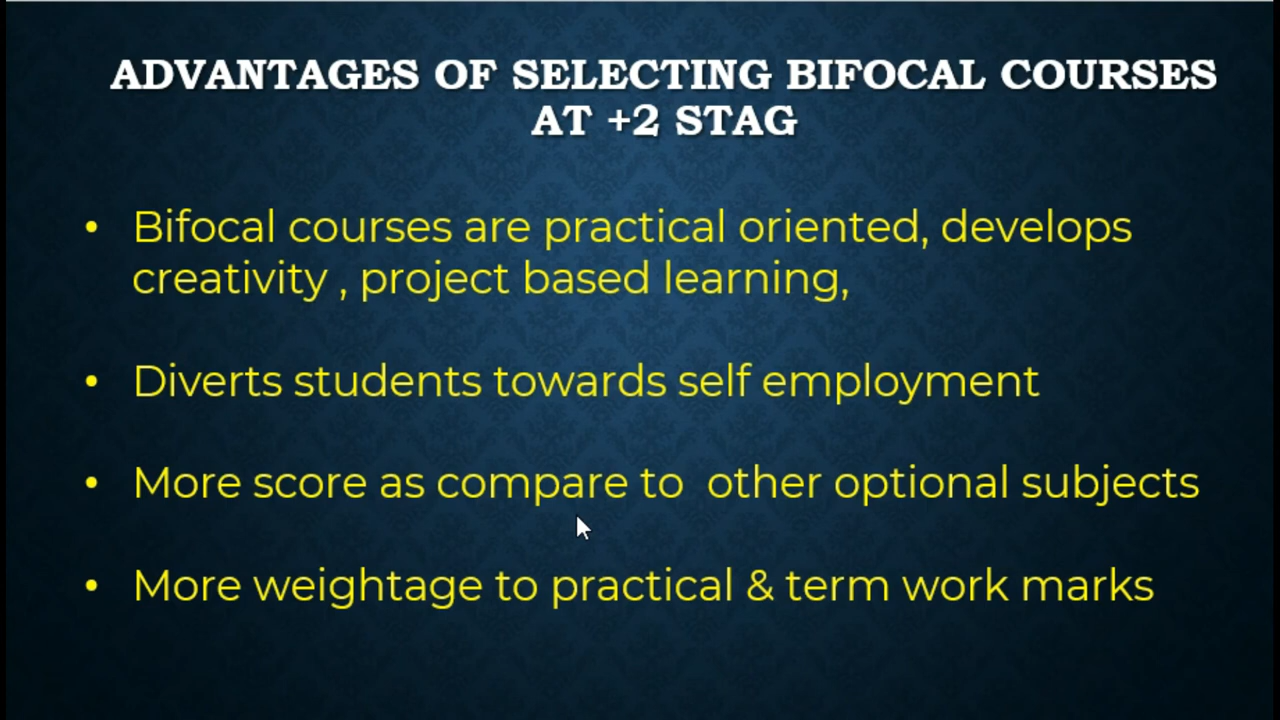 ADVANTAGES OF SELECTING BIFOCAL COURSES
AT +2 STAG
• Bifocal courses are practical oriented, develops
creativity , project based learning,
• Diverts students towards self employment
• More score as compare to  other optional subjects
• More weightage to practical & term work marks